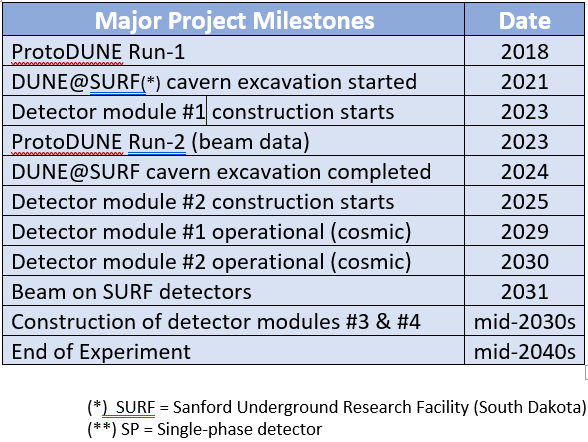 Major Project Milestones Date
ProtoDUNE Run-1 2018
DUNE@SURF(*) cavern excavation started 2021
Detector module #1 construction starts 2023
ProtoDUNE Run-2 (beam data) 2023
DUNE@SURF cavern excavation completed 2024
Detector module #2 construction starts 2025
Detector module #1 operational (cosmic) 2029
Detector module #2 operational (cosmic) 2030
Beam on SURF detectors 2031
Construction of detector modules #3 & #4 mid-2030s
End of Experiment mid-2040s
(*) SURF = Sanford Underground Research Facility (South Dakota)
(**) SP = Single-phase detector